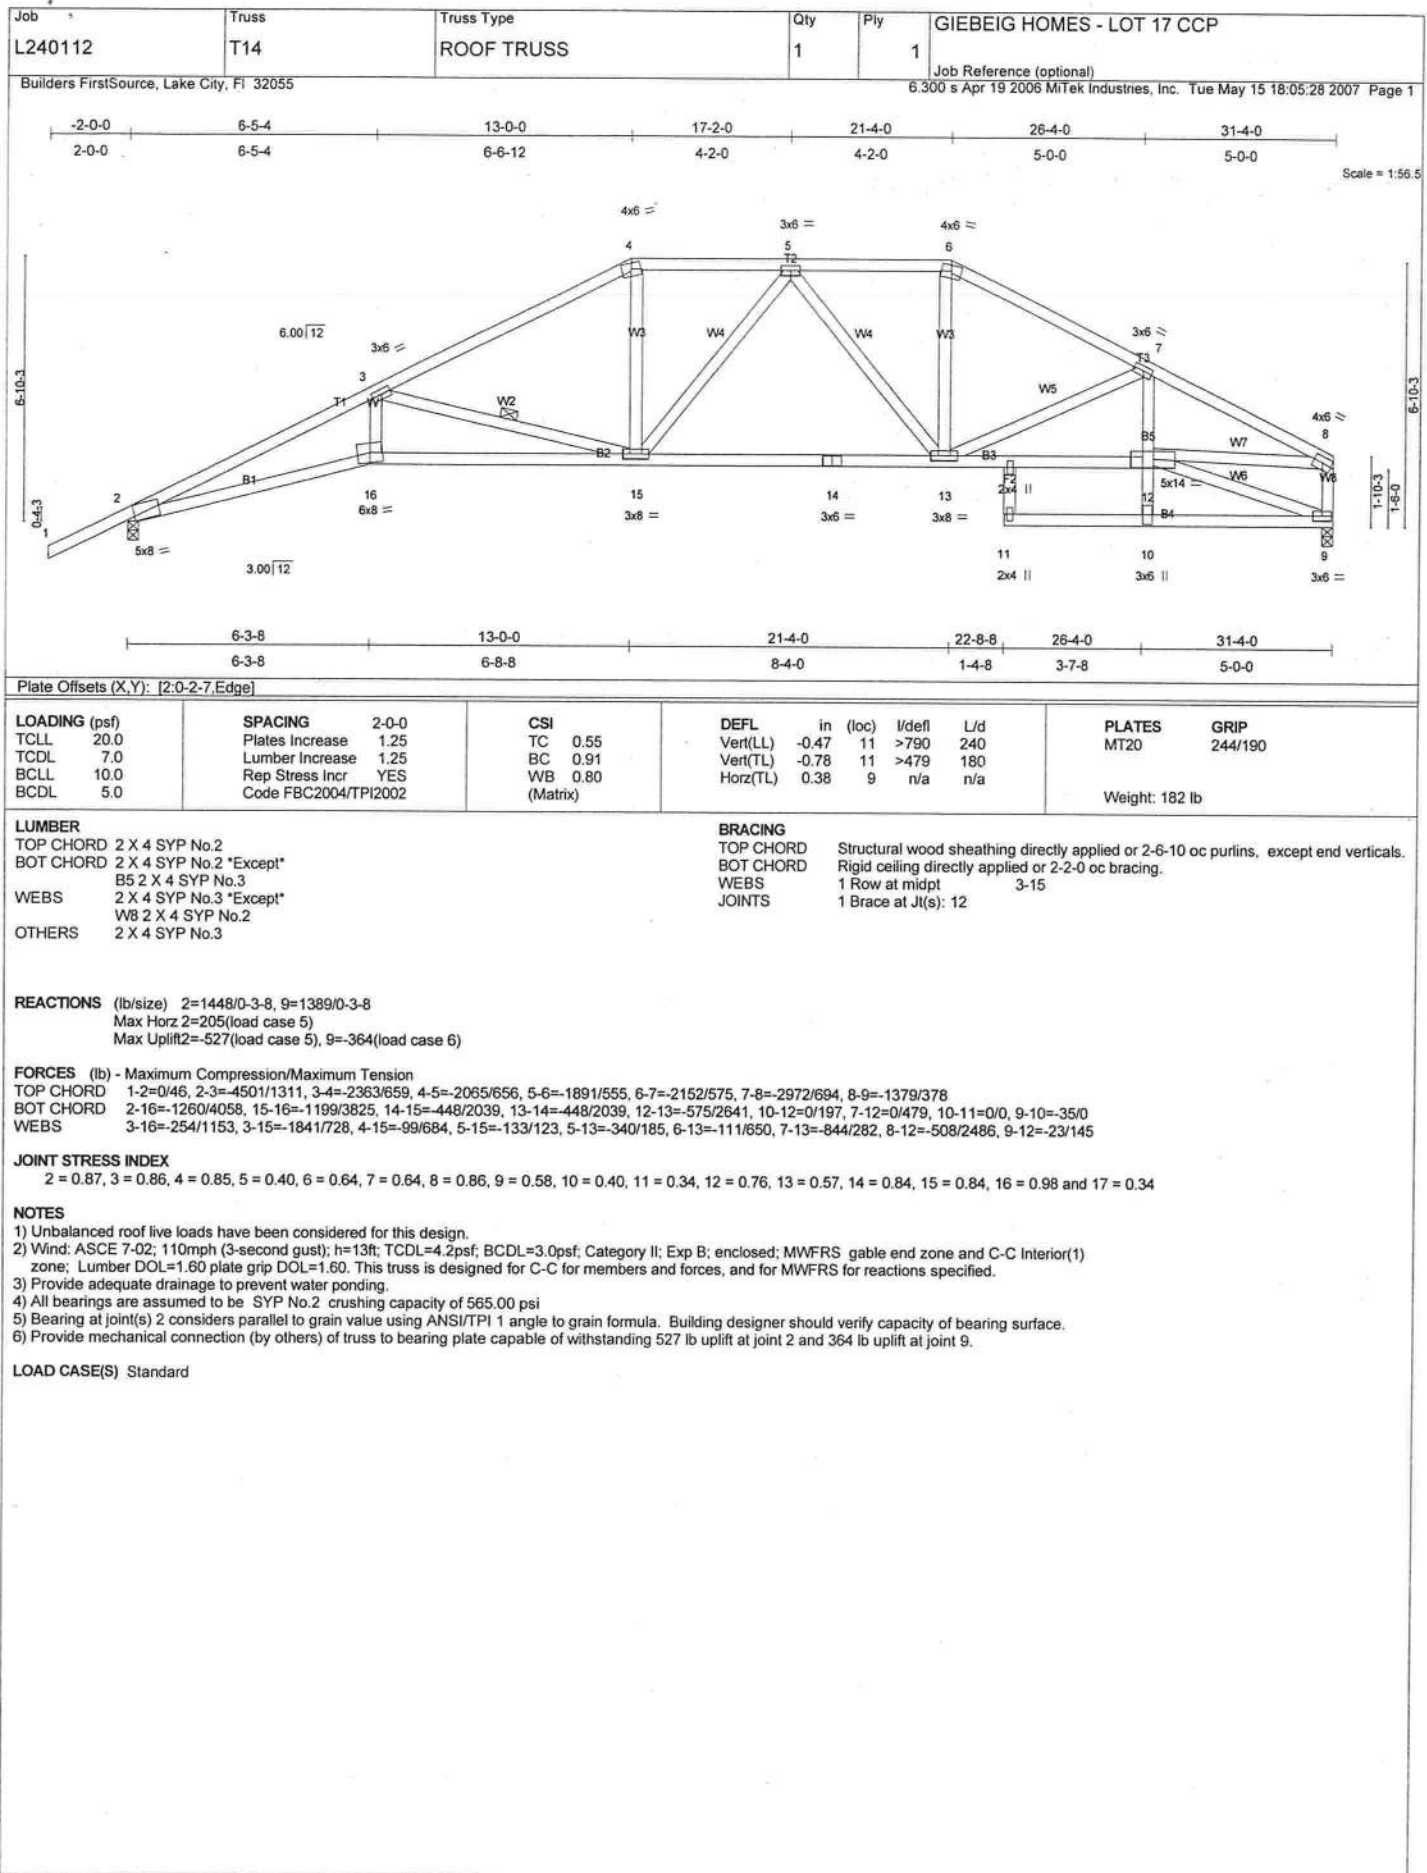 Job Truss Truss Type Qty Ply GIEBEIG HOMES - LOT 17 CCP
L240112 T14 ROOF TRUSS 1 1
Job Reference (optional)
Builders FirstSource, Lake City, Fl 32055 6.300 s Apr 19 2006 MiTek Industries, Inc. Tue May 15 18:05:28 2007 Page 1
-2-0-0 6-5-4 13-0-0 17-2-0 21-4-0 26-4-0 31-4-0
2-0-0 6-5-4 6-6-12 4-2-0 4-2-0 5-0-0 5-0-0
Scale = 1:56.5
4x6 = 3x6 = 4x6 =
4 5 6
T2
6.00 12 W3 W4 W4 W3 3x6 =
3x6 = 7
3 T3
6-10-3 W5 6-10-3
T1 W1 W2 4x6 =
8
B5 W7
B2 B3
B1 W6 W8
2 16 15 14 13 F2 2x4 || 12 5x14 =
0-4-3 6x8 = 3x8 = 3x6 = 3x8 = B4 1-10-3 1-6-0
1
5x8 = 11 10 9
3.00 12 2x4 || 3x6 || 3x6 =
6-3-8 13-0-0 21-4-0 22-8-8 26-4-0 31-4-0
6-3-8 6-8-8 8-4-0 1-4-8 3-7-8 5-0-0
Plate Offsets (X,Y): [2:0-2-7,Edge]
LOADING (psf) SPACING 2-0-0 CSI DEFL in (loc) l/defl L/d PLATES GRIP
TCLL 20.0 Plates Increase 1.25 TC 0.55 Vert(LL) -0.47 11 >790 240 MT20 244/190
TCDL 7.0 Lumber Increase 1.25 BC 0.91 Vert(TL) -0.78 11 >479 180
BCLL 10.0 Rep Stress Incr YES WB 0.80 Horz(TL) 0.38 9 n/a n/a
BCDL 5.0 Code FBC2004/TPI2002 (Matrix) Weight: 182 lb
LUMBER
TOP CHORD 2 X 4 SYP No.2
BOT CHORD 2 X 4 SYP No.2 *Except*
B5 2 X 4 SYP No.3
WEBS 2 X 4 SYP No.3 *Except*
W8 2 X 4 SYP No.2
OTHERS 2 X 4 SYP No.3
BRACING
TOP CHORD Structural wood sheathing directly applied or 2-6-10 oc purlins, except end verticals.
BOT CHORD Rigid ceiling directly applied or 2-2-0 oc bracing.
WEBS 1 Row at midpt 3-15
JOINTS 1 Brace at Jt(s): 12
REACTIONS (lb/size) 2=1448/0-3-8, 9=1389/0-3-8
Max Horz 2=205(load case 5)
Max Uplift2=-527(load case 5), 9=-364(load case 6)
FORCES (lb) - Maximum Compression/Maximum Tension
TOP CHORD 1-2=0/46, 2-3=-4501/1311, 3-4=-2363/659, 4-5=-2065/656, 5-6=-1891/555, 6-7=-2152/575, 7-8=-2972/694, 8-9=-1379/378
BOT CHORD 2-16=-1260/4058, 15-16=-1199/3825, 14-15=-448/2039, 13-14=-448/2039, 12-13=-575/2641, 10-12=0/197, 7-12=0/479, 10-11=0/0, 9-10=-35/0
WEBS 3-16=-254/1153, 3-15=-1841/728, 4-15=-99/684, 5-15=-133/123, 5-13=-340/185, 6-13=-111/650, 7-13=-844/282, 8-12=-508/2486, 9-12=-23/145
JOINT STRESS INDEX
2 = 0.87, 3 = 0.86, 4 = 0.85, 5 = 0.40, 6 = 0.64, 7 = 0.64, 8 = 0.86, 9 = 0.58, 10 = 0.40, 11 = 0.34, 12 = 0.76, 13 = 0.57, 14 = 0.84, 15 = 0.84, 16 = 0.98 and 17 = 0.34
NOTES
1) Unbalanced roof live loads have been considered for this design.
2) Wind: ASCE 7-02; 110mph (3-second gust); h=13ft; TCDL=4.2psf; BCDL=3.0psf; Category II; Exp B; enclosed; MWFRS gable end zone and C-C Interior(1)
zone; Lumber DOL=1.60 plate grip DOL=1.60. This truss is designed for C-C for members and forces, and for MWFRS for reactions specified.
3) Provide adequate drainage to prevent water ponding.
4) All bearings are assumed to be SYP No.2 crushing capacity of 565.00 psi
5) Bearing at joint(s) 2 considers parallel to grain value using ANSI/TPI 1 angle to grain formula. Building designer should verify capacity of bearing surface.
6) Provide mechanical connection (by others) of truss to bearing plate capable of withstanding 527 lb uplift at joint 2 and 364 lb uplift at joint 9.
LOAD CASE(S) Standard